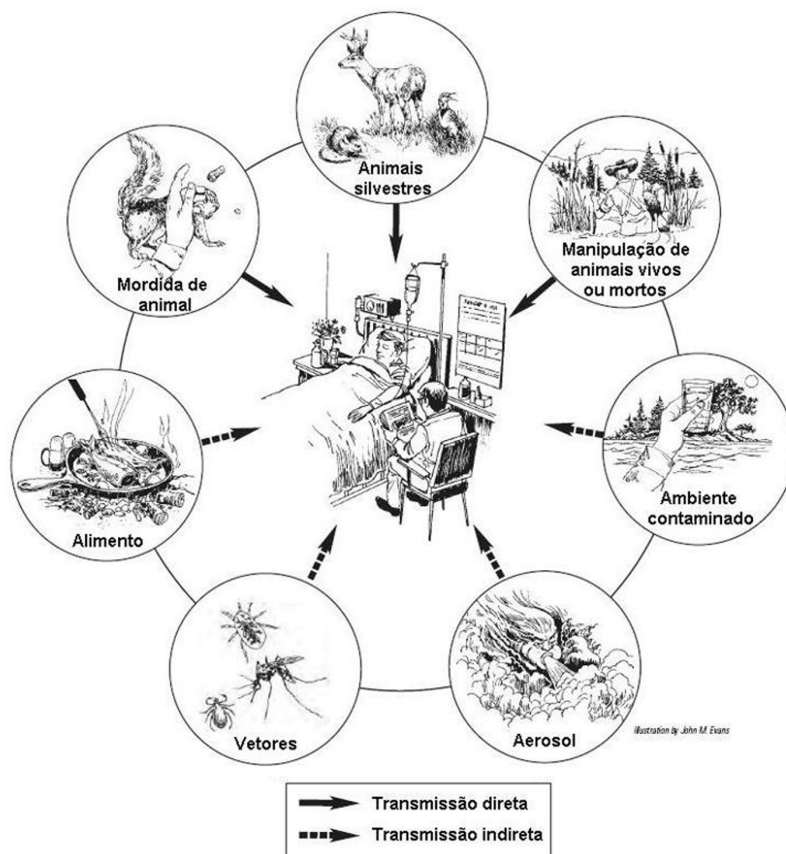 Animais
silvestres
Mordida de
animal
Manipulação de
animais vivos
ou mortos
Alimento
Ambiente
contaminado
Vetores
Aerosol
Illustration by John M. Evans
Transmissão direta
Transmissão indireta